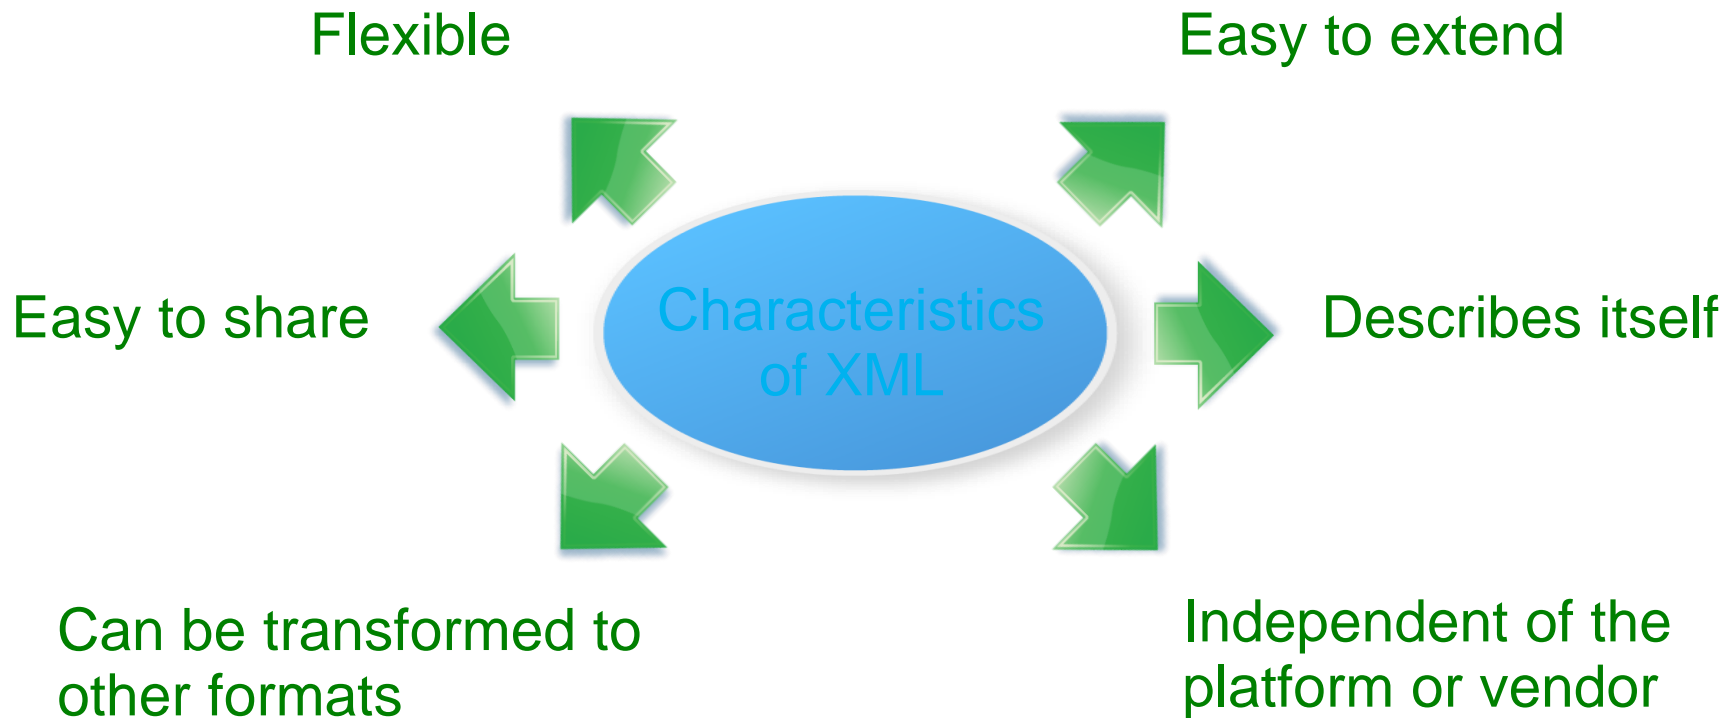 Flexible
Easy to extend
Easy to share
Characteristics
of XML
Describes itself
Can be transformed to
other formats
Independent of the
platform or vendor